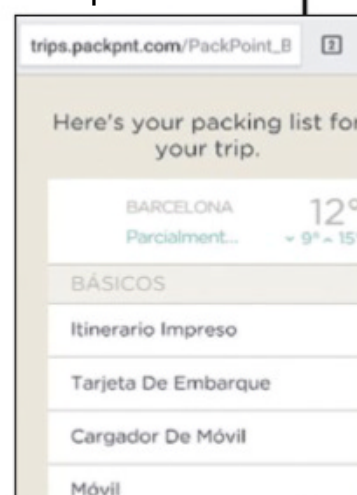 trips.packpnt.com/PackPoint_B 2
Here's your packing list for
your trip.
BARCELONA 12°
Parcialment... 9° 15°
BÁSICOS
Itinerario Impreso
Tarjeta De Embarque
Cargador De Móvil
Móvil